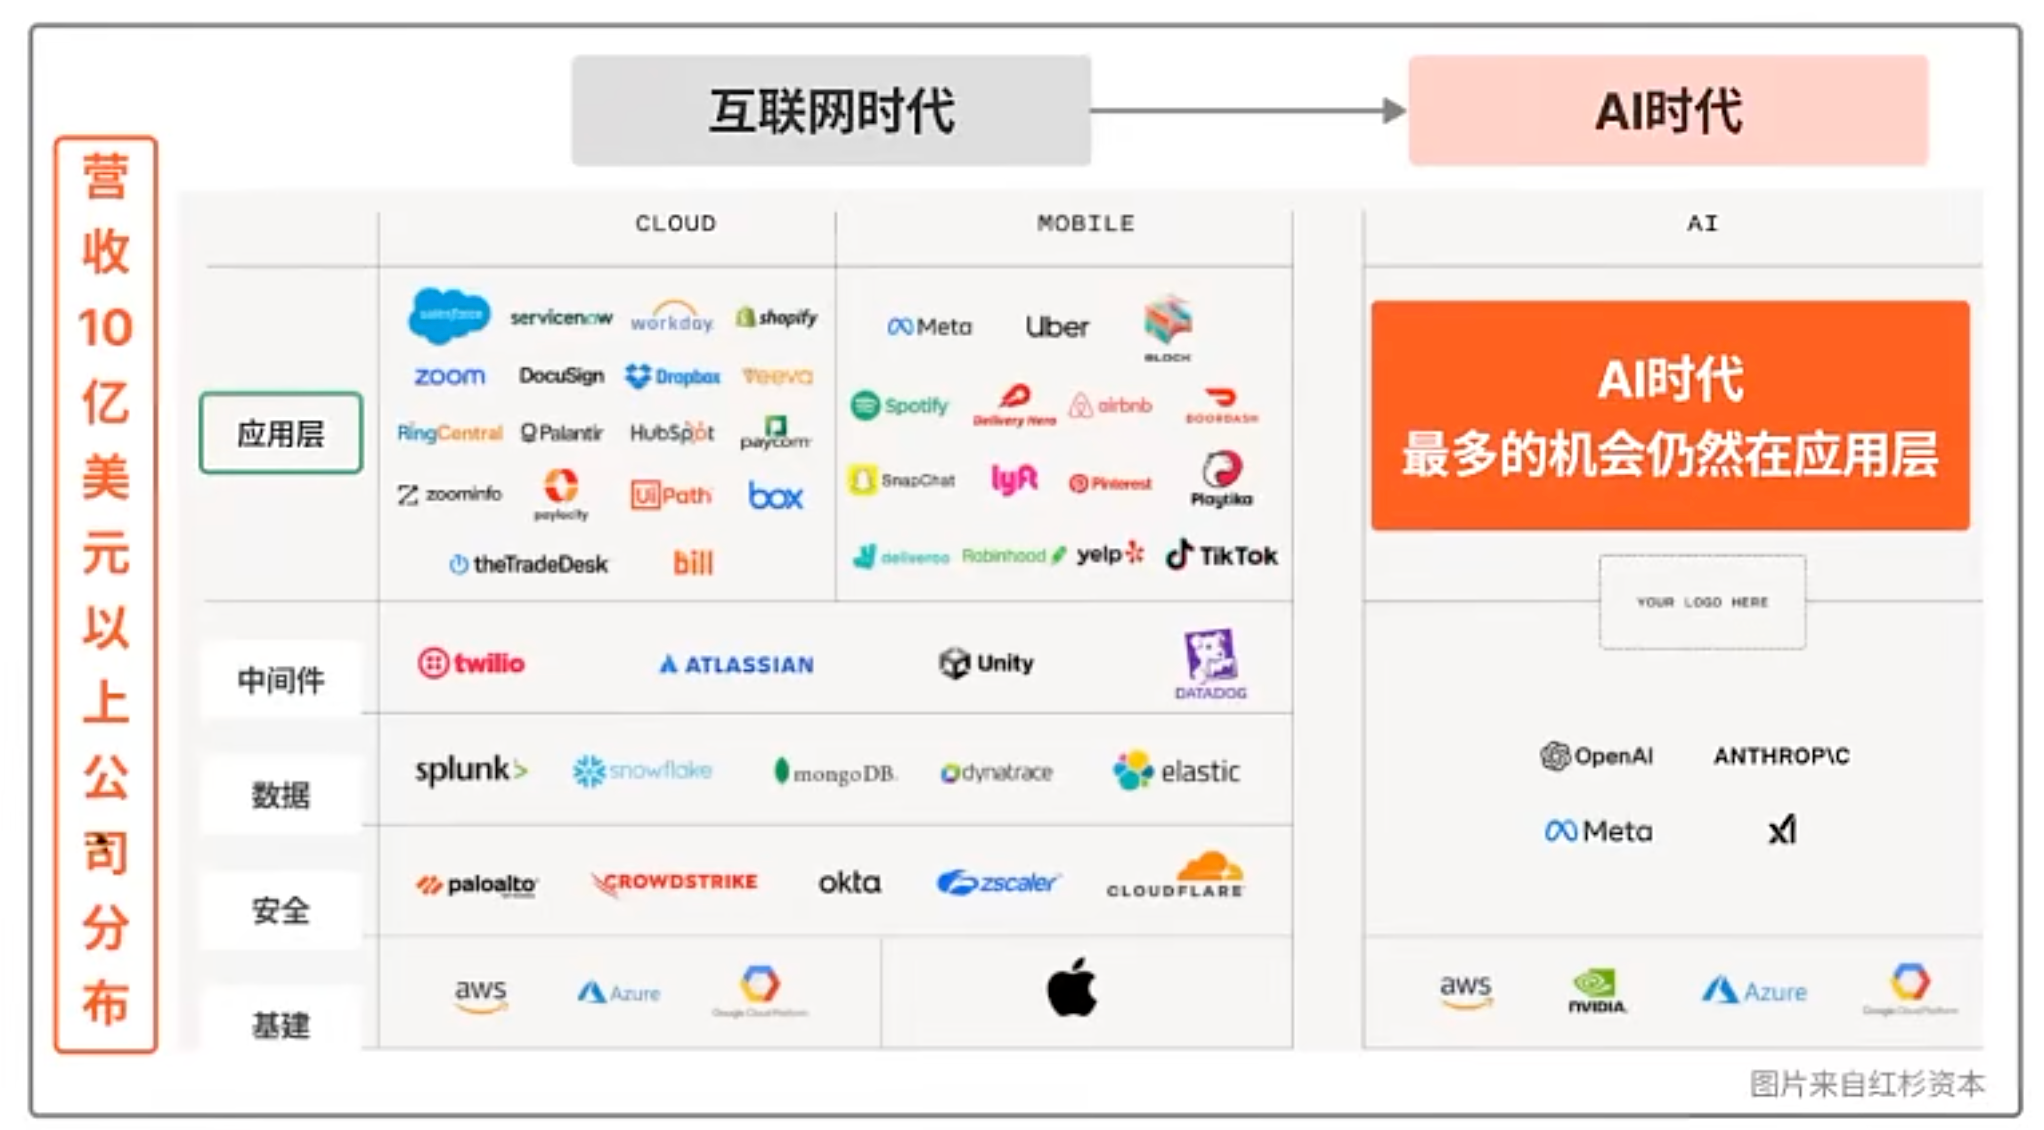 互联网时代
AI时代
营收10亿美元以上公司分布
CLOUD
MOBILE
AI
应用层
salesforce servicenow workday. shopify
zoom DocuSign Dropbox Veeva
RingCentral Palantir HubSpot paycom
zoominfo paylocity UiPath box
theTradeDesk bill
Meta Uber BLOCK
Spotify Delivery Hero airbnb DOORDASH
SnapChat lyft Pinterest Playtika
deliveroo Robinhood yelp TikTok
AI时代
最多的机会仍然在应用层
YOUR LOGO HERE
中间件
twilio ATLASSIAN Unity DATADOG
数据
splunk> snowflake mongoDB. dynatrace elastic
OpenAI ANTHROP\C
Meta xI
安全
paloalto CROWDSTRIKE okta zscaler CLOUDFLARE
基建
aws Azure Google Cloud Platform
aws NVIDIA. Azure Google Cloud Platform
图片来自红杉资本